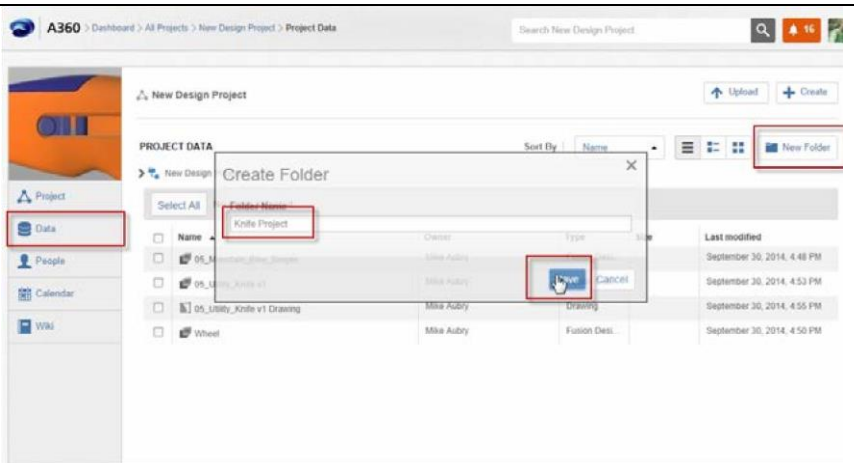 A360 > Dashboard > All Projects > New Design Project > Project Data
Search New Design Project
16
New Design Project
Upload
Create
PROJECT DATA
Sort By
Name
New Folder
New Design
Create Folder
Project
Data
People
Calendar
Wiki
Select All
Folder Name
Knife Project
Name
Owner
Type
Last modified
Mike Aubry
September 30, 2014, 4:48 PM
Save
Cancel
05_Utility_Knife v1
Mike Aubry
September 30, 2014, 4:53 PM
05_Utility_Knife v1 Drawing
Mike Aubry
Drawing
September 30, 2014, 4:55 PM
Wheel
Mike Aubry
Fusion Desi...
September 30, 2014, 4:50 PM